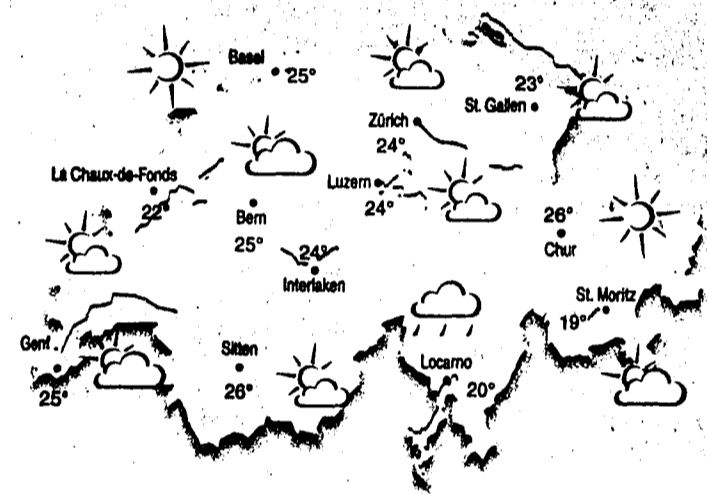 Basel
25°
23°
St. Gallen
Zürich
24°
La Chaux-de-Fonds
22°
Luzern
24°
Bern
25°
26°
Chur
24°
Interlaken
St. Moritz
19°
Genf
25°
Sitten
26°
Locarno
20°